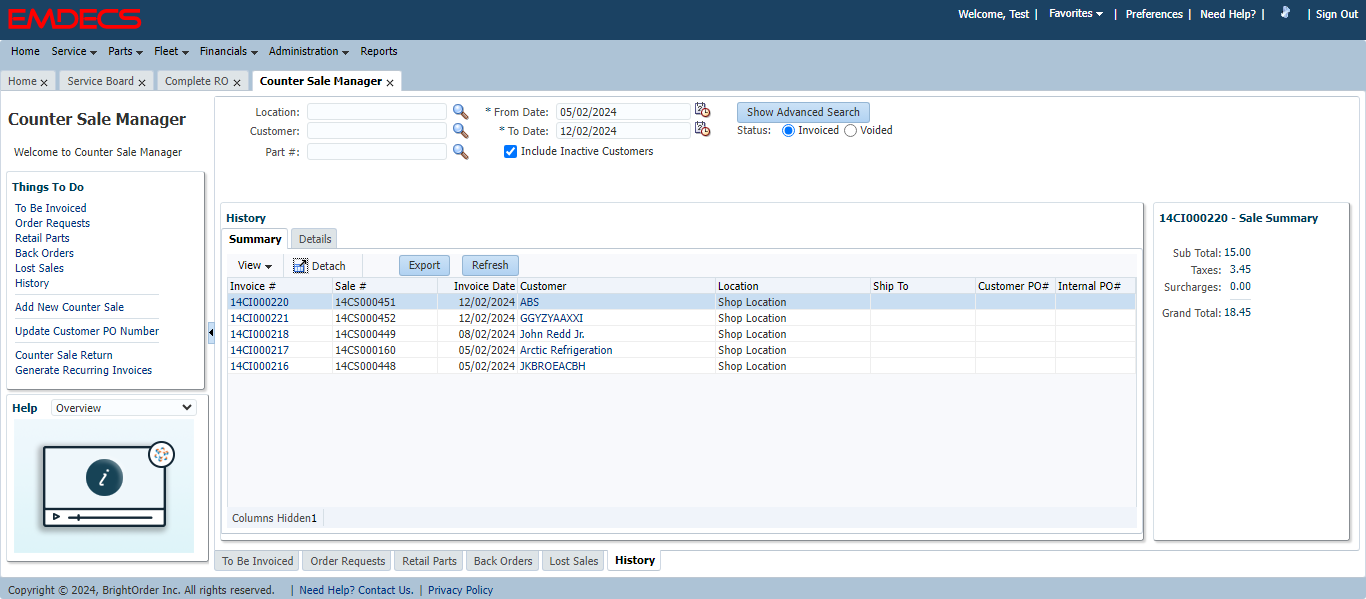 EMDECS
Welcome, Test | Favorites | Preferences | Need Help? | | Sign Out
Home Service Parts Fleet Financials Administration Reports
Home Service Board Complete RO Counter Sale Manager
Counter Sale Manager
Welcome to Counter Sale Manager
Things To Do
To Be Invoiced
Order Requests
Retail Parts
Back Orders
Lost Sales
History
Add New Counter Sale
Update Customer PO Number
Counter Sale Return
Generate Recurring Invoices
Help Overview
i
Location: * From Date: 05/02/2024 Show Advanced Search
Customer: * To Date: 12/02/2024 Status: Invoiced Voided
Part #: Include Inactive Customers
History
Summary Details
View Detach Export Refresh
Invoice # Sale # Invoice Date Customer Location Ship To Customer PO# Internal PO#
14CI000220 14CS000451 12/02/2024 ABS Shop Location
14CI000221 14CS000452 12/02/2024 GGYZYAAXXI Shop Location
14CI000218 14CS000449 08/02/2024 John Redd Jr. Shop Location
14CI000217 14CS000160 05/02/2024 Arctic Refrigeration Shop Location
14CI000216 14CS000448 05/02/2024 JKBROEACBH Shop Location
Columns Hidden1
14CI000220 - Sale Summary
Sub Total: 15.00
Taxes: 3.45
Surcharges: 0.00
Grand Total: 18.45
To Be Invoiced Order Requests Retail Parts Back Orders Lost Sales History
Copyright © 2024, BrightOrder Inc. All rights reserved. | Need Help? Contact Us. | Privacy Policy